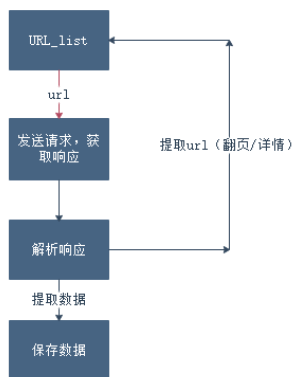 URL_list
url
发送请求，获
取响应
提取url（翻页/详情）
解析响应
提取数据
保存数据